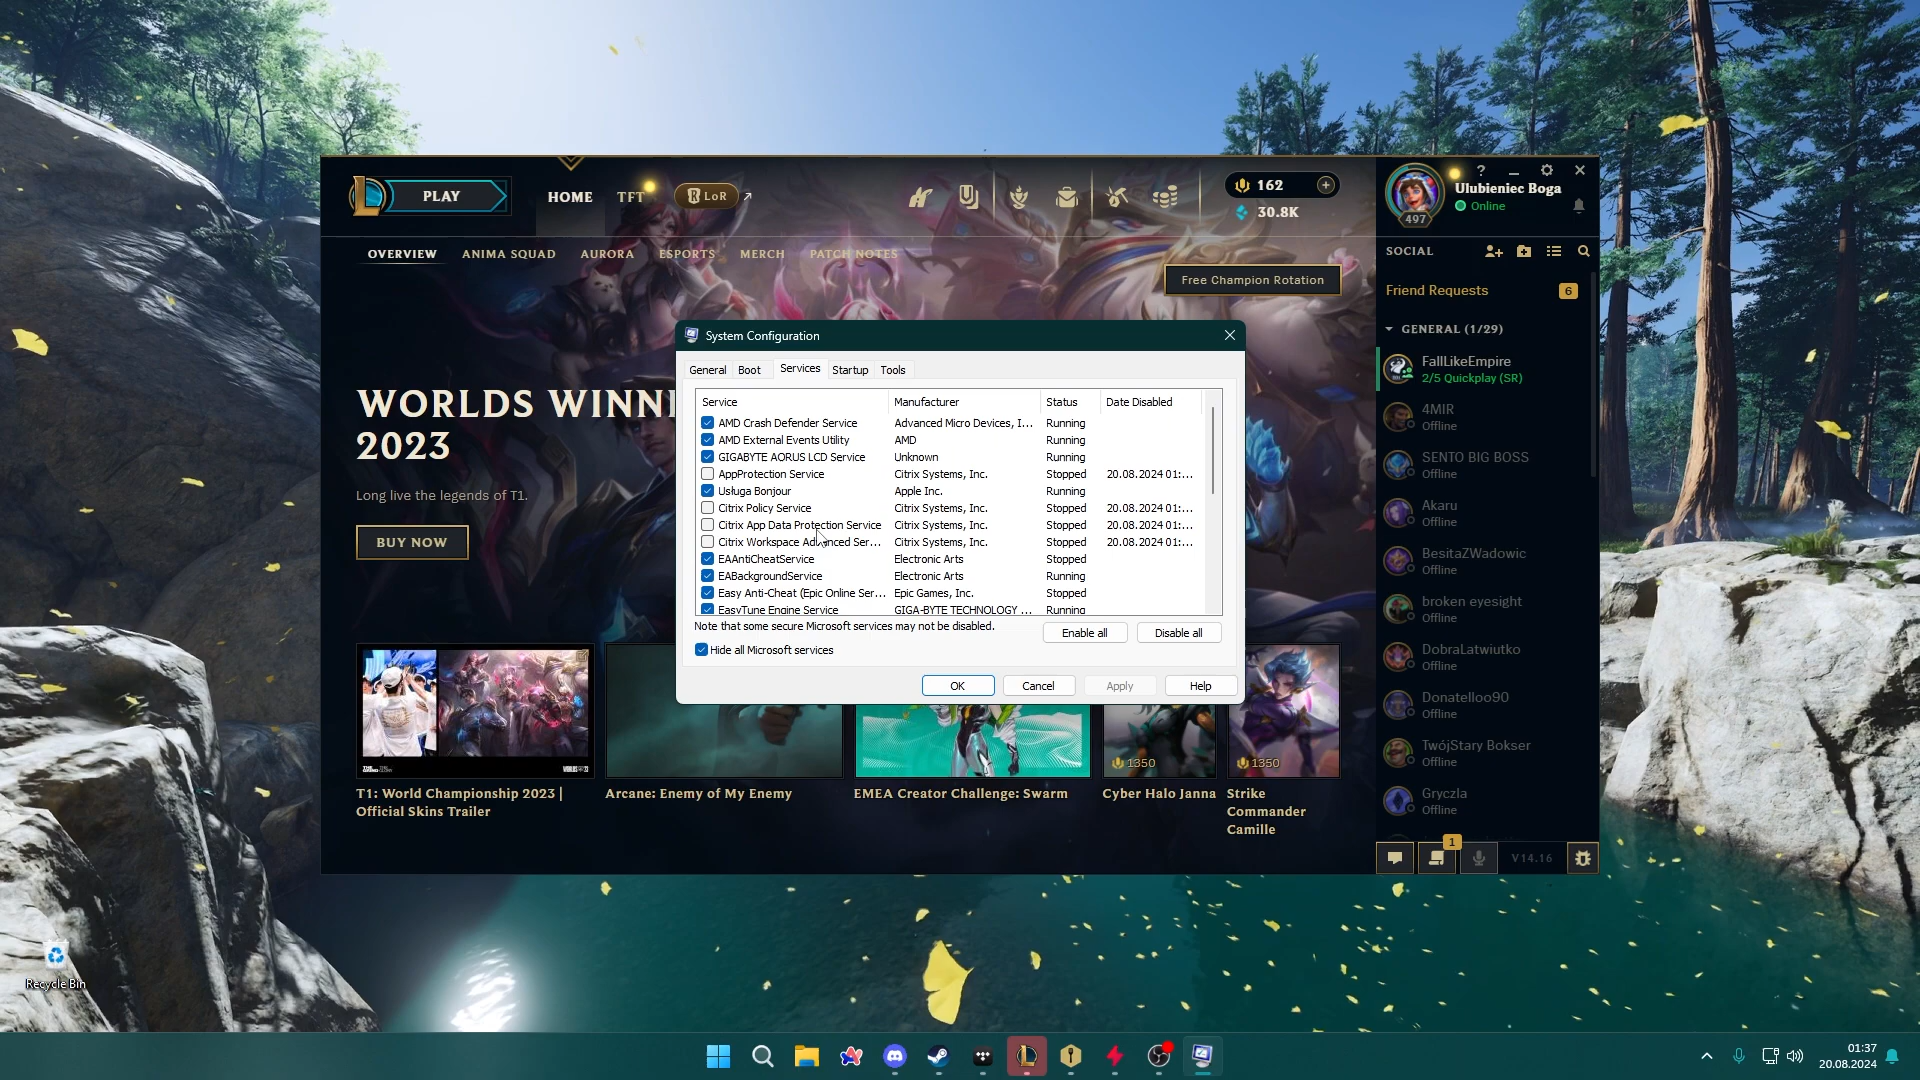 PLAY
HOME
TFT
LoR
162
30.8K
?
Ulubieniec Boga
Online
497
OVERVIEW
ANIMA SQUAD
AURORA
ESPORTS
MERCH
PATCH NOTES
Free Champion Rotation
SOCIAL
Friend Requests
6
GENERAL (1/29)
FallLikeEmpire
2/5 Quickplay (SR)
4MIR
Offline
SENTO BIG BOSS
Offline
Akaru
Offline
BesitaZWadowic
Offline
broken eyesight
Offline
DobraLatwiutko
Offline
Donatelloo90
Offline
TwójStary Bokser
Offline
Gryczla
Offline
1
V14.16
WORLDS WINN
2023
Long live the legends of T1.
BUY NOW
System Configuration
General
Boot
Services
Startup
Tools
Service Manufacturer Status Date Disabled
AMD Crash Defender Service Advanced Micro Devices, I... Running
AMD External Events Utility AMD Running
GIGABYTE AORUS LCD Service Unknown Running
AppProtection Service Citrix Systems, Inc. Stopped 20.08.2024 01:...
Usługa Bonjour Apple Inc. Running
Citrix Policy Service Citrix Systems, Inc. Stopped 20.08.2024 01:...
Citrix App Data Protection Service Citrix Systems, Inc. Stopped 20.08.2024 01:...
Citrix Workspace Advanced Ser... Citrix Systems, Inc. Stopped 20.08.2024 01:...
EAAntiCheatService Electronic Arts Stopped
EABackgroundService Electronic Arts Running
Easy Anti-Cheat (Epic Online Ser... Epic Games, Inc. Stopped
EasyTune Engine Service GIGA-BYTE TECHNOLOGY ... Running
Note that some secure Microsoft services may not be disabled.
Enable all
Disable all
Hide all Microsoft services
OK
Cancel
Apply
Help
1350
1350
T1: World Championship 2023 |
Official Skins Trailer
Arcane: Enemy of My Enemy
EMEA Creator Challenge: Swarm
Cyber Halo Janna
Strike
Commander
Camille
Recycle Bin
01:37
20.08.2024